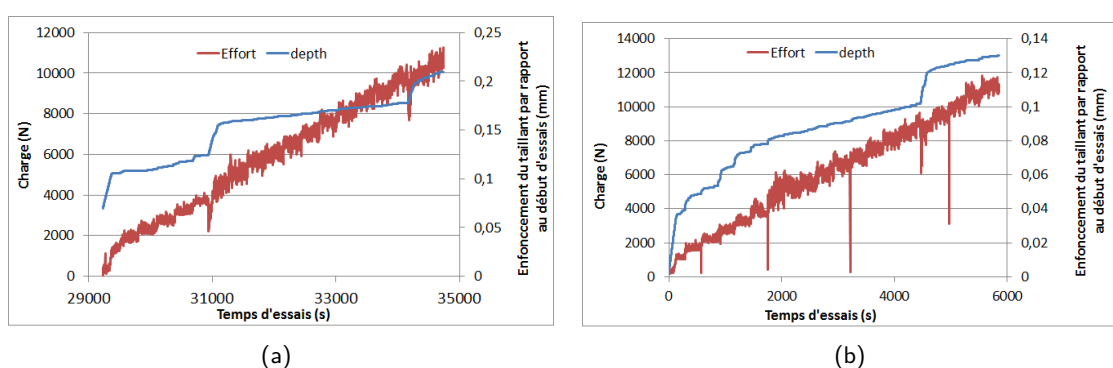 12000
10000
8000
6000
4000
2000
0
Charge (N)
Effort
depth
0,25
0,2
0,15
0,1
0,05
0
Enfonccement du taillant par rapport
au début d'essais (mm)
29000
31000
33000
35000
Temps d'essais (s)
(a)
14000
12000
10000
8000
6000
4000
2000
0
Charge (N)
Effort
depth
0,14
0,12
0,1
0,08
0,06
0,04
0,02
0
Enfonccement du taillant par rapport
au début d'essais (mm)
0
2000
4000
6000
Temps d'essais (s)
(b)